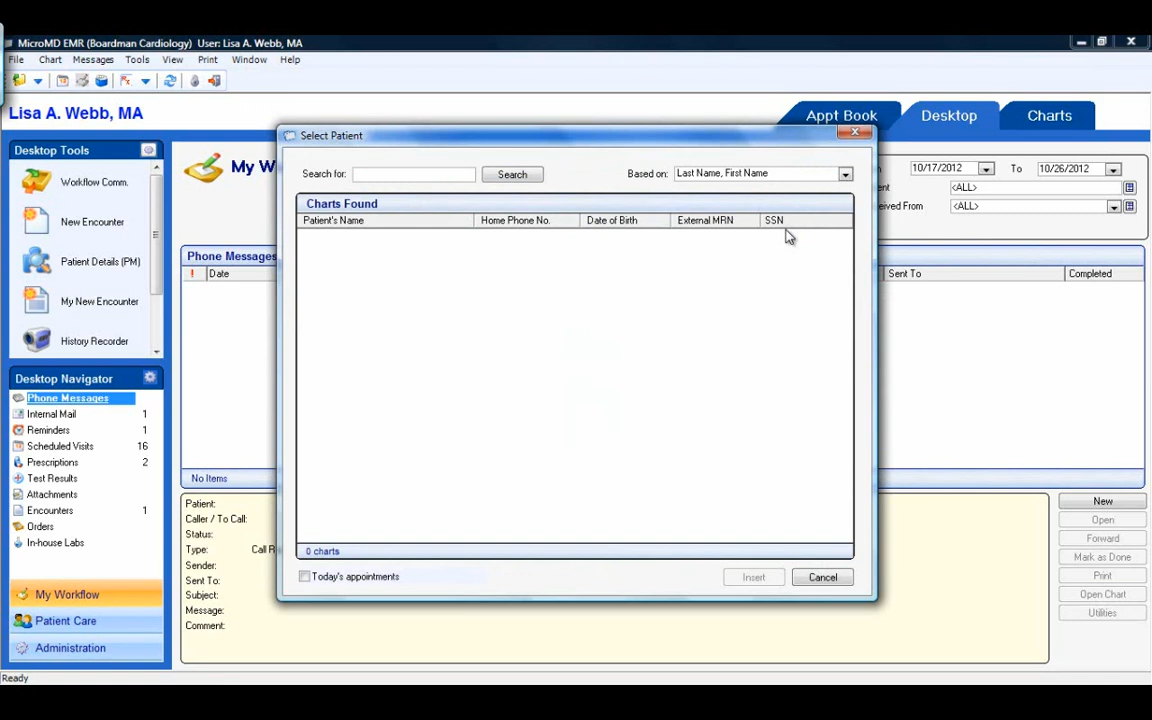 MicroMD EMR (Boardman Cardiology) User: Lisa A. Webb, MA
File Chart Messages Tools View Print Window Help
Lisa A. Webb, MA
Appt Book Desktop Charts
Desktop Tools
Workflow Comm.
New Encounter
Patient Details (PM)
My New Encounter
History Recorder
Desktop Navigator
Phone Messages
Internal Mail 1
Reminders 1
Scheduled Visits 16
Prescriptions 2
Test Results
Attachments
Encounters 1
Orders
In-house Labs
My Workflow
Patient Care
Administration
Ready
My W
10/17/2012 To 10/26/2012
ent <ALL>
eived From <ALL>
Phone Messages
! Date Sent To Completed
No Items
Select Patient
Search for: Search Based on: Last Name, First Name
Charts Found
Patient's Name Home Phone No. Date of Birth External MRN SSN
0 charts
Today's appointments Insert Cancel
Patient:
Caller / To Call:
Status:
Type: Call R
Sender:
Sent To:
Subject:
Message:
Comment:
New
Open
Forward
Mark as Done
Print
Open Chart
Utilities